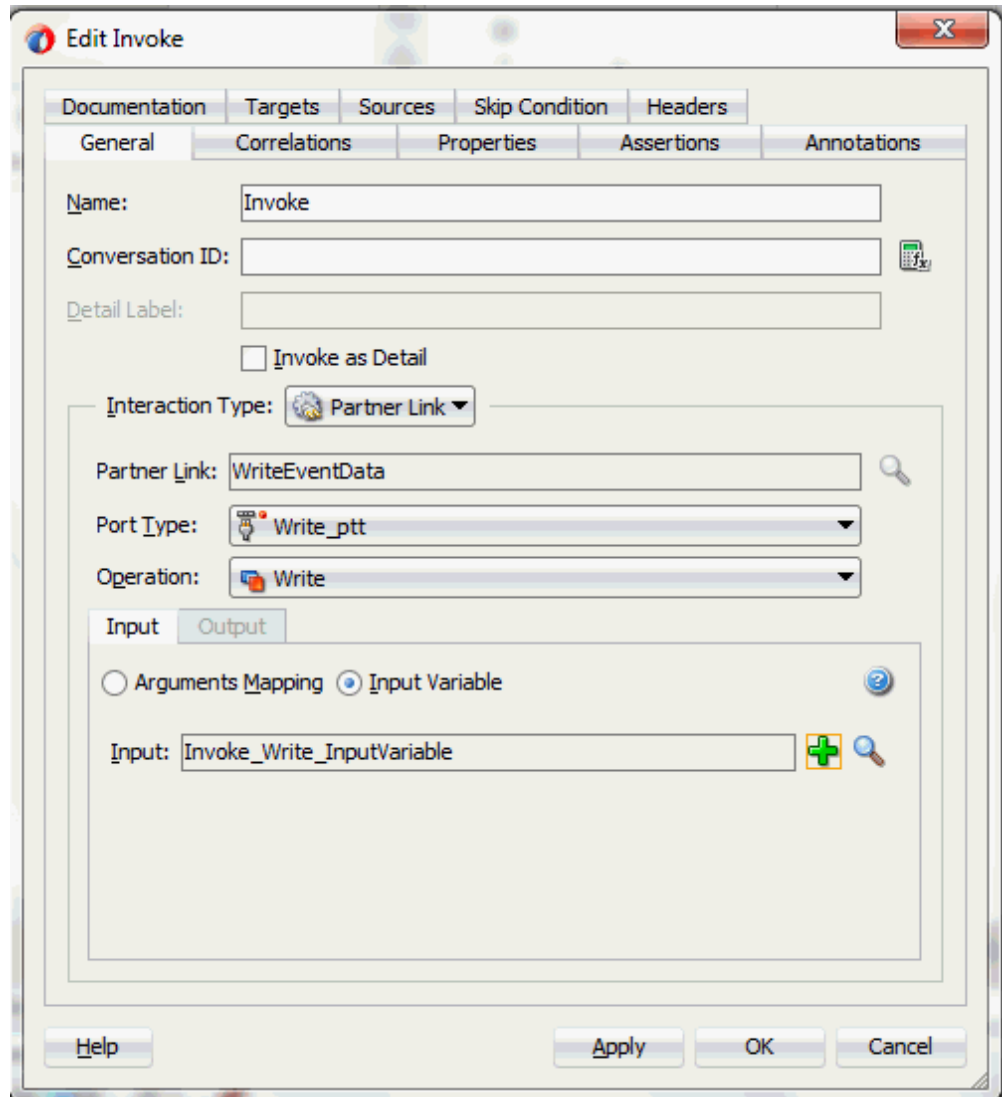 Edit Invoke
Documentation Targets Sources Skip Condition Headers
General Correlations Properties Assertions Annotations
Name: Invoke
Conversation ID:
Detail Label:
Invoke as Detail
Interaction Type: Partner Link
Partner Link: WriteEventData
Port Type: Write_ptt
Operation: Write
Input Output
Arguments Mapping Input Variable
Input: Invoke_Write_InputVariable
Help Apply OK Cancel